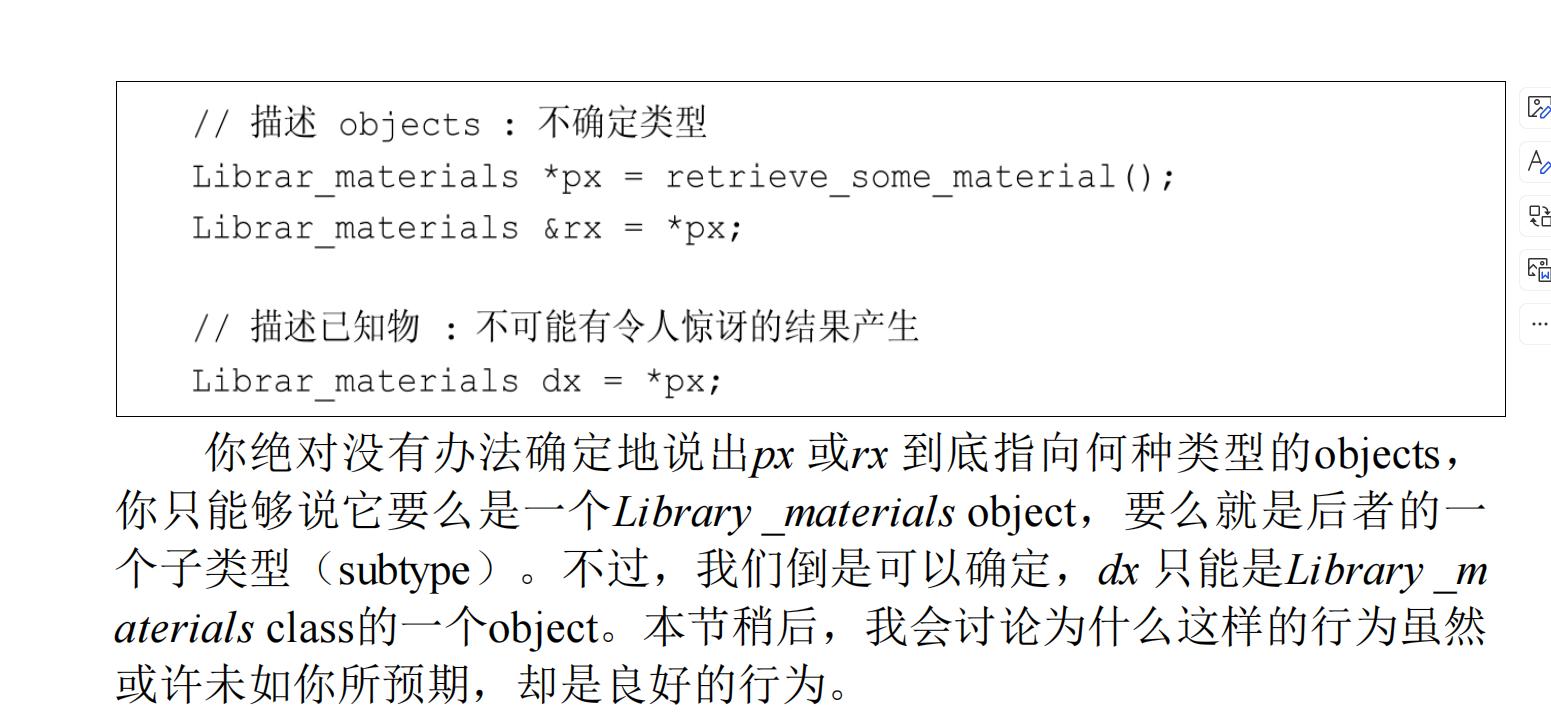 // 描述 objects : 不确定类型
Librar_materials *px = retrieve_some_material();
Librar_materials &rx = *px;
// 描述已知物 : 不可能有令人惊讶的结果产生
Librar_materials dx = *px;
你绝对没有办法确定地说出px 或rx 到底指向何种类型的objects，
你只能够说它要么是一个Library _materials object，要么就是后者的一
个子类型（subtype）。不过，我们倒是可以确定，dx 只能是Library _m
aterials class的一个object。本节稍后，我会讨论为什么这样的行为虽然
或许未如你所预期，却是良好的行为。